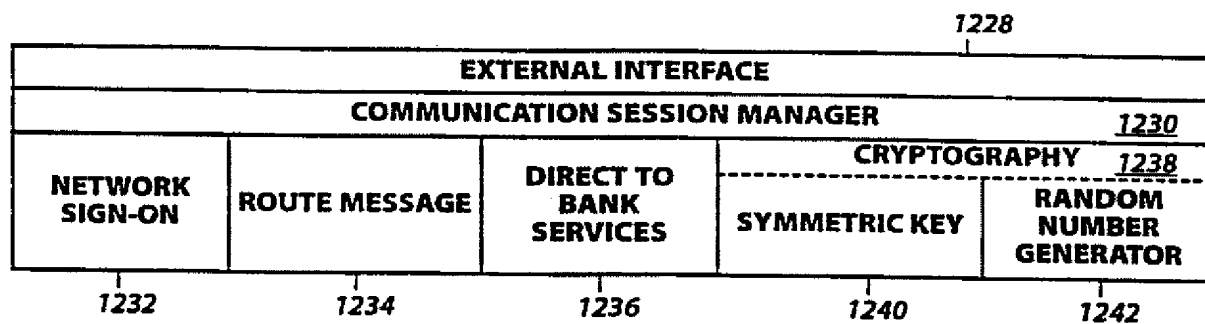 1228
EXTERNAL INTERFACE
COMMUNICATION SESSION MANAGER
1230
NETWORK
SIGN-ON
ROUTE MESSAGE
DIRECT TO
BANK
SERVICES
CRYPTOGRAPHY
1238
SYMMETRIC KEY
RANDOM
NUMBER
GENERATOR
1232
1234
1236
1240
1242